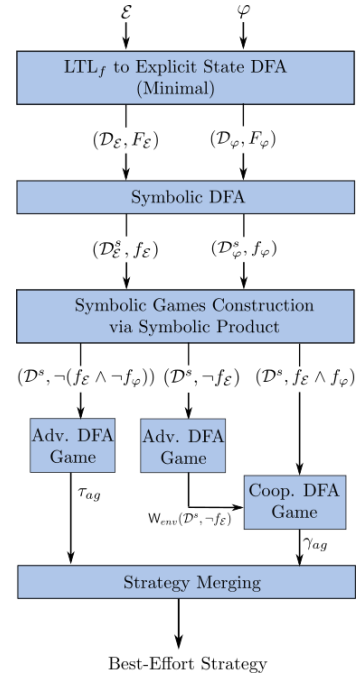 ℰ φ
LTL_f to Explicit State DFA
(Minimal)
(𝒟_ℰ, F_ℰ) (𝒟_φ, F_φ)
Symbolic DFA
(𝒟^s_ℰ, f_ℰ) (𝒟^s_φ, f_φ)
Symbolic Games Construction
via Symbolic Product
(𝒟^s, ¬(f_ℰ ∧ ¬f_φ)) (𝒟^s, ¬f_ℰ) (𝒟^s, f_ℰ ∧ f_φ)
Adv. DFA
Game
Adv. DFA
Game
Coop. DFA
Game
τ_ag
W_env(𝒟^s, ¬f_ℰ)
γ_ag
Strategy Merging
Best-Effort Strategy